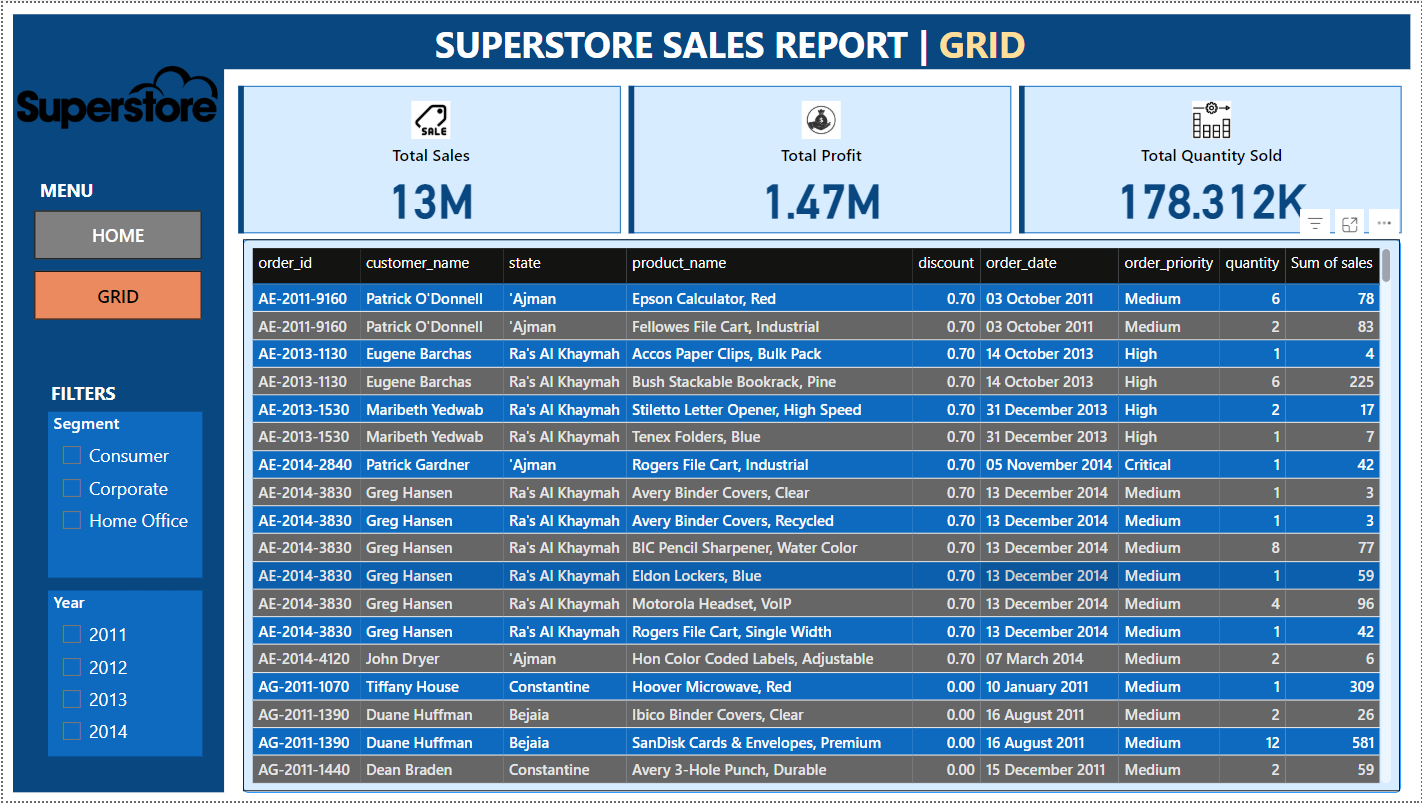 SUPERSTORE SALES REPORT | GRID
Superstore
MENU
HOME
GRID
FILTERS
Segment
Consumer
Corporate
Home Office
Year
2011
2012
2013
2014
SALE
Total Sales
13M
$
Total Profit
1.47M
Total Quantity Sold
178.312K
order_id customer_name state product_name discount order_date order_priority quantity Sum of sales
AE-2011-9160 Patrick O'Donnell 'Ajman Epson Calculator, Red 0.70 03 October 2011 Medium 6 78
AE-2011-9160 Patrick O'Donnell 'Ajman Fellowes File Cart, Industrial 0.70 03 October 2011 Medium 2 83
AE-2013-1130 Eugene Barchas Ra's Al Khaymah Accos Paper Clips, Bulk Pack 0.70 14 October 2013 High 1 4
AE-2013-1130 Eugene Barchas Ra's Al Khaymah Bush Stackable Bookrack, Pine 0.70 14 October 2013 High 6 225
AE-2013-1530 Maribeth Yedwab Ra's Al Khaymah Stiletto Letter Opener, High Speed 0.70 31 December 2013 High 2 17
AE-2013-1530 Maribeth Yedwab Ra's Al Khaymah Tenex Folders, Blue 0.70 31 December 2013 High 1 7
AE-2014-2840 Patrick Gardner 'Ajman Rogers File Cart, Industrial 0.70 05 November 2014 Critical 1 42
AE-2014-3830 Greg Hansen Ra's Al Khaymah Avery Binder Covers, Clear 0.70 13 December 2014 Medium 1 3
AE-2014-3830 Greg Hansen Ra's Al Khaymah Avery Binder Covers, Recycled 0.70 13 December 2014 Medium 1 3
AE-2014-3830 Greg Hansen Ra's Al Khaymah BIC Pencil Sharpener, Water Color 0.70 13 December 2014 Medium 8 77
AE-2014-3830 Greg Hansen Ra's Al Khaymah Eldon Lockers, Blue 0.70 13 December 2014 Medium 1 59
AE-2014-3830 Greg Hansen Ra's Al Khaymah Motorola Headset, VoIP 0.70 13 December 2014 Medium 4 96
AE-2014-3830 Greg Hansen Ra's Al Khaymah Rogers File Cart, Single Width 0.70 13 December 2014 Medium 1 42
AE-2014-4120 John Dryer 'Ajman Hon Color Coded Labels, Adjustable 0.70 07 March 2014 Medium 2 6
AG-2011-1070 Tiffany House Constantine Hoover Microwave, Red 0.00 10 January 2011 Medium 1 309
AG-2011-1390 Duane Huffman Bejaia Ibico Binder Covers, Clear 0.00 16 August 2011 Medium 2 26
AG-2011-1390 Duane Huffman Bejaia SanDisk Cards & Envelopes, Premium 0.00 16 August 2011 Medium 12 581
AG-2011-1440 Dean Braden Constantine Avery 3-Hole Punch, Durable 0.00 15 December 2011 Medium 2 59